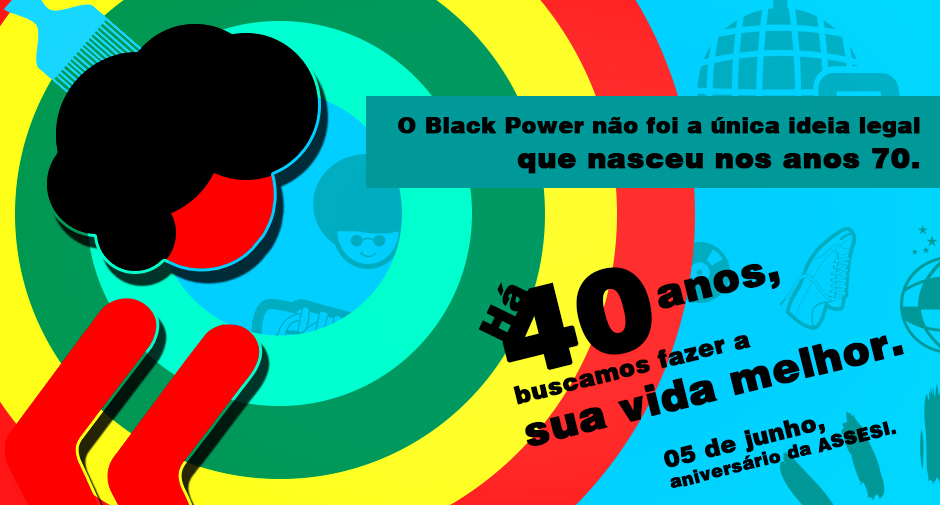 O Black Power não foi a única ideia legal
que nasceu nos anos 70.
Há 40 anos,
buscamos fazer a
sua vida melhor.
05 de junho,
aniversário da ASSESI.